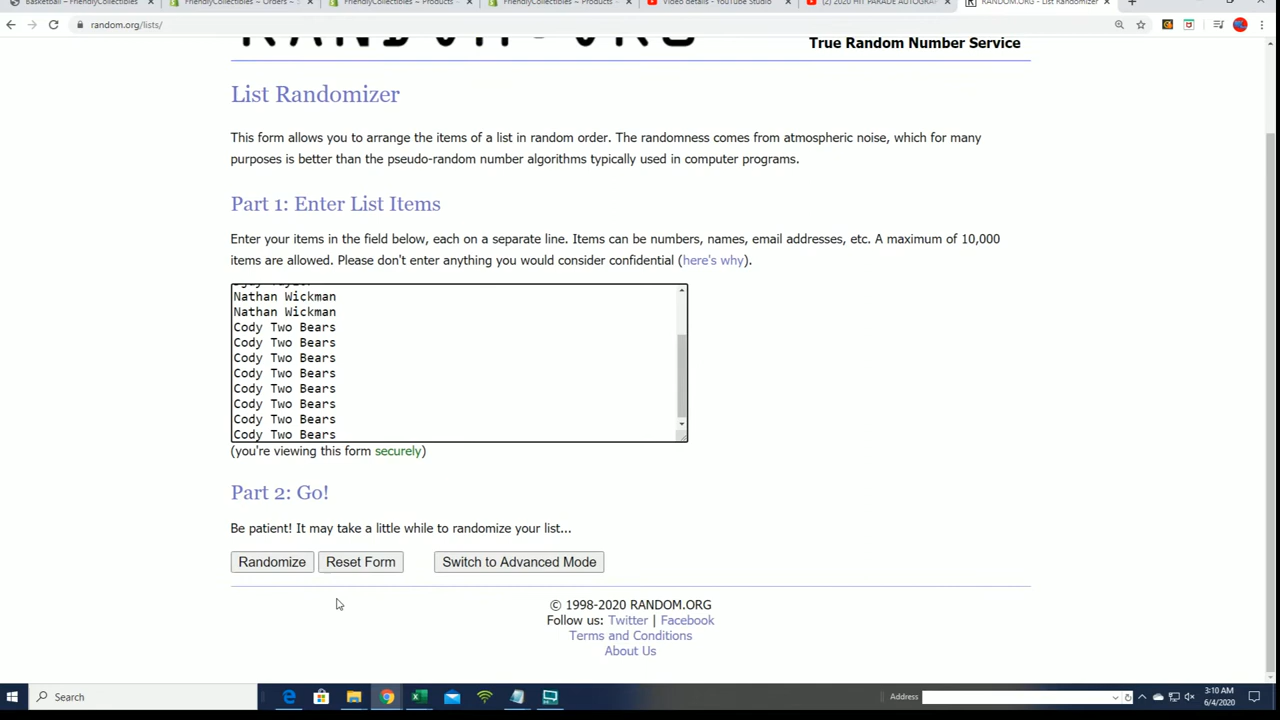 Basketball – FriendlyCollectibles
FriendlyCollectibles ~ Orders ~
FriendlyCollectibles ~ Products ~
FriendlyCollectibles ~ Products ~
Video details - YouTube Studio
(2) 2020 HIT PARADE AUTOGRA
RANDOM.ORG - List Randomizer
random.org/lists/
RANDOM.ORG
True Random Number Service
List Randomizer
This form allows you to arrange the items of a list in random order. The randomness comes from atmospheric noise, which for many
purposes is better than the pseudo-random number algorithms typically used in computer programs.
Part 1: Enter List Items
Enter your items in the field below, each on a separate line. Items can be numbers, names, email addresses, etc. A maximum of 10,000
items are allowed. Please don't enter anything you would consider confidential (here's why).
Nathan Wickman
Nathan Wickman
Cody Two Bears
Cody Two Bears
Cody Two Bears
Cody Two Bears
Cody Two Bears
Cody Two Bears
Cody Two Bears
Cody Two Bears
(you're viewing this form securely)
Part 2: Go!
Be patient! It may take a little while to randomize your list...
Randomize
Reset Form
Switch to Advanced Mode
© 1998-2020 RANDOM.ORG
Follow us: Twitter | Facebook
Terms and Conditions
About Us
Search
Address
3:10 AM
6/4/2020